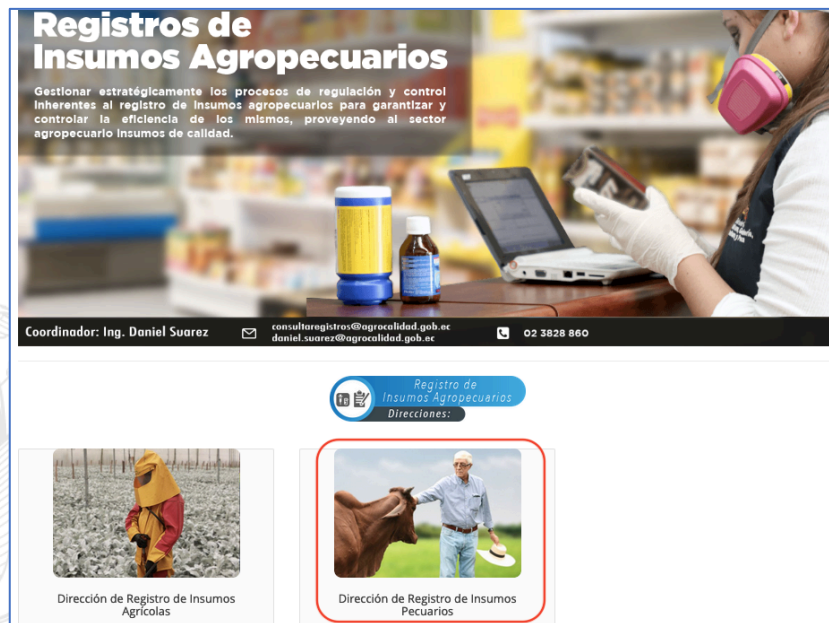 Registros de
Insumos Agropecuarios
Gestionar estratégicamente los procesos de regulación y control
inherentes al registro de insumos agropecuarios para garantizar y
controlar la eficiencia de los mismos, proveyendo al sector
agropecuario insumos de calidad.
Coordinador: Ing. Daniel Suarez
consultaregistros@agrocalidad.gob.ec
daniel.suarez@agrocalidad.gob.ec
02 3828 860
Registro de
Insumos Agropecuarios
Direcciones:
Dirección de Registro de Insumos
Agrícolas
Dirección de Registro de Insumos
Pecuarios